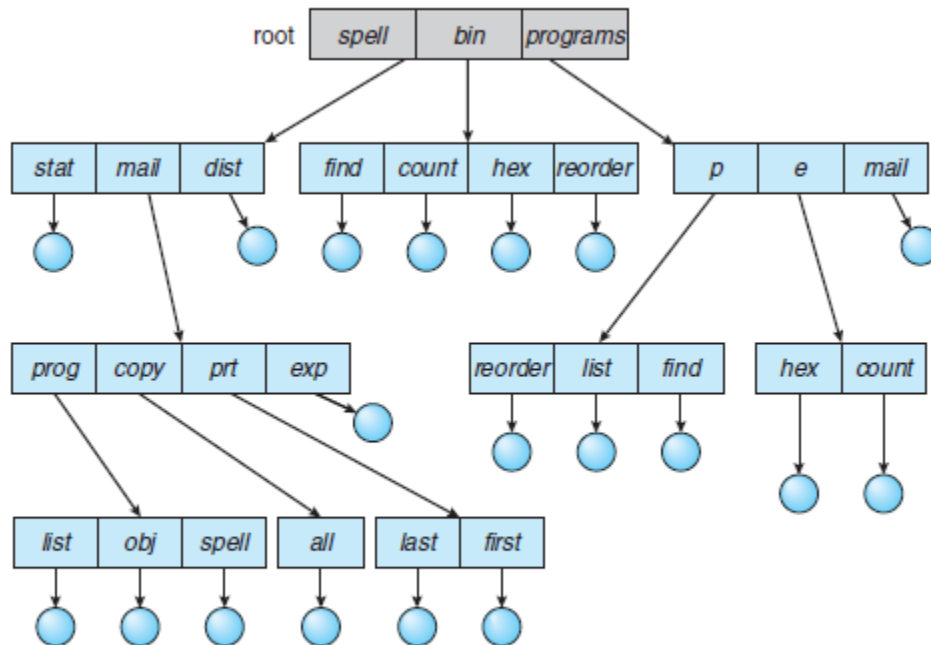 root spell bin programs
stat mail dist find count hex reorder p e mail
prog copy prt exp reorder list find hex count
list obj spell all last first